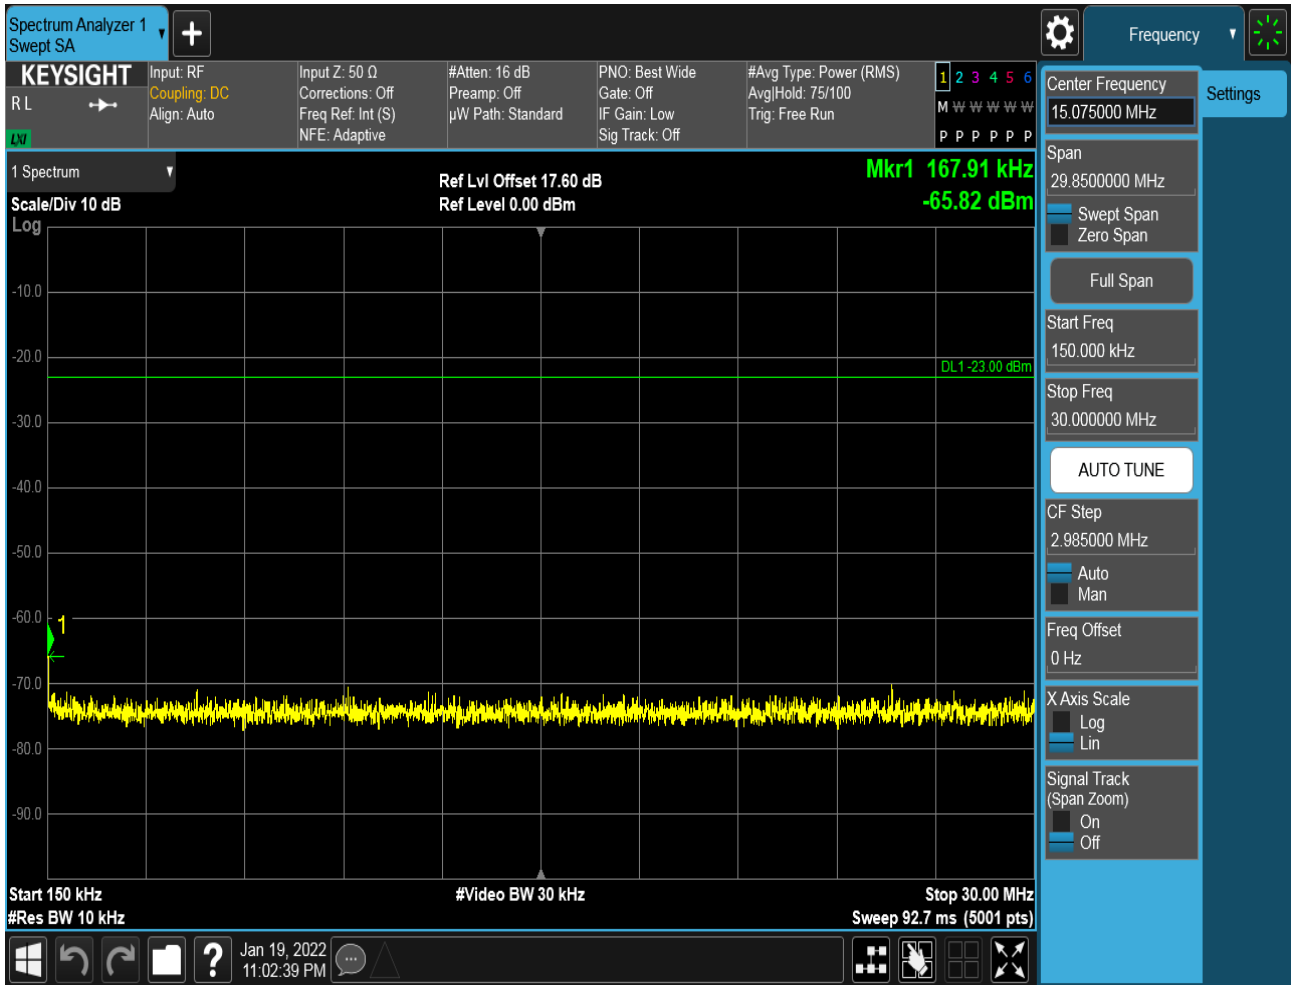 Spectrum Analyzer 1
Swept SA
Frequency
KEYSIGHT
R L
LXI
Input: RF
Coupling: DC
Align: Auto
Input Z: 50 Ω
Corrections: Off
Freq Ref: Int (S)
NFE: Adaptive
#Atten: 16 dB
Preamp: Off
µW Path: Standard
PNO: Best Wide
Gate: Off
IF Gain: Low
Sig Track: Off
#Avg Type: Power (RMS)
Avg|Hold: 75/100
Trig: Free Run
1 2 3 4 5 6
M W W W W W
P P P P P P
1 Spectrum
Scale/Div 10 dB
Log
Ref Lvl Offset 17.60 dB
Ref Level 0.00 dBm
Mkr1 167.91 kHz
-65.82 dBm
-10.0
-20.0
DL1 -23.00 dBm
-30.0
-40.0
-50.0
-60.0
1
-70.0
-80.0
-90.0
Start 150 kHz
#Video BW 30 kHz
Stop 30.00 MHz
#Res BW 10 kHz
Sweep 92.7 ms (5001 pts)
?
Jan 19, 2022
11:02:39 PM
Center Frequency
15.075000 MHz
Settings
Span
29.8500000 MHz
Swept Span
Zero Span
Full Span
Start Freq
150.000 kHz
Stop Freq
30.000000 MHz
AUTO TUNE
CF Step
2.985000 MHz
Auto
Man
Freq Offset
0 Hz
X Axis Scale
Log
Lin
Signal Track
(Span Zoom)
On
Off